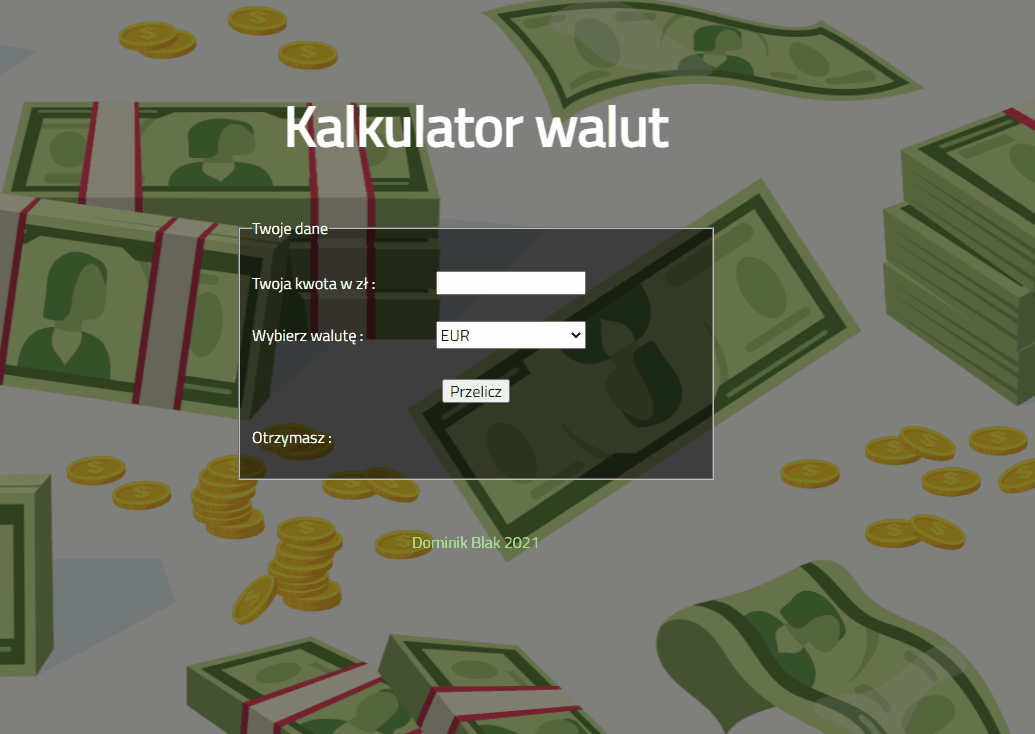 Kalkulator walut
Twoje dane
Twoja kwota w zł :
Wybierz walutę : EUR
Przelicz
Otrzymasz :
Dominik Blak 2021